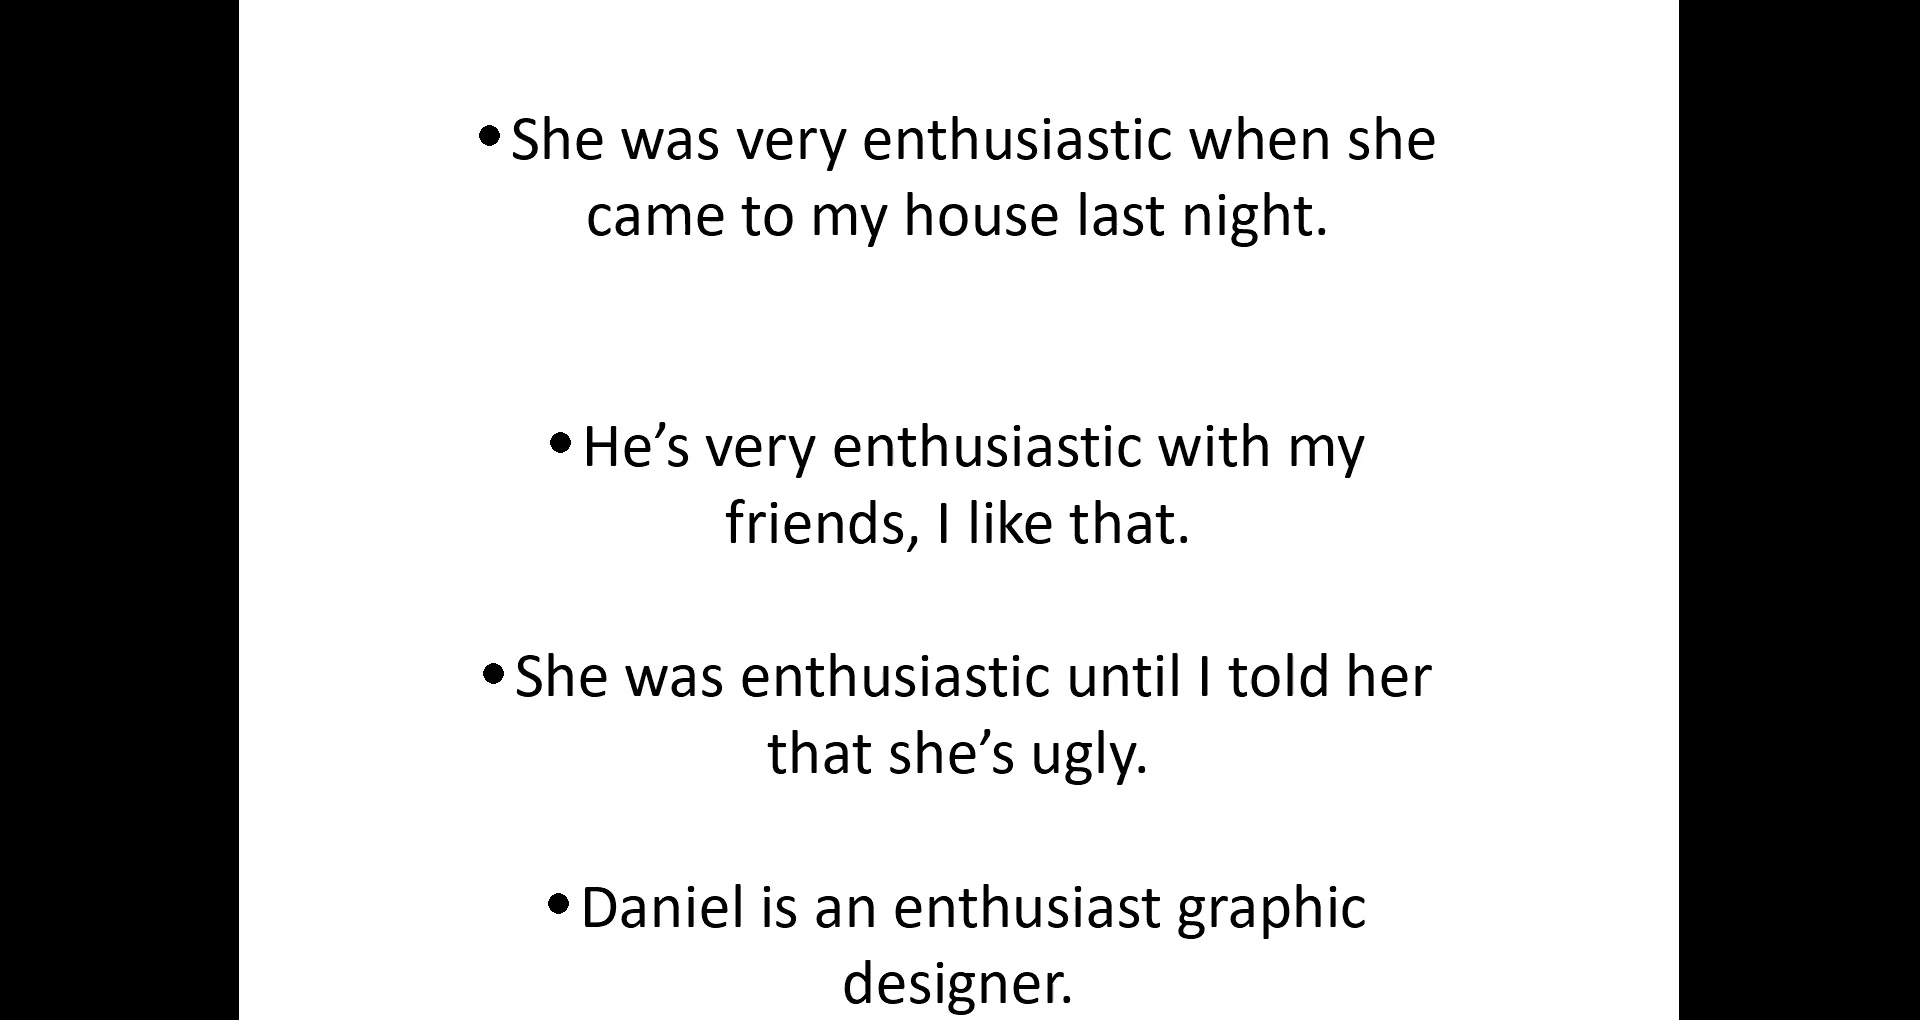 •She was very enthusiastic when she
came to my house last night.
•He’s very enthusiastic with my
friends, I like that.
•She was enthusiastic until I told her
that she’s ugly.
•Daniel is an enthusiast graphic
designer.